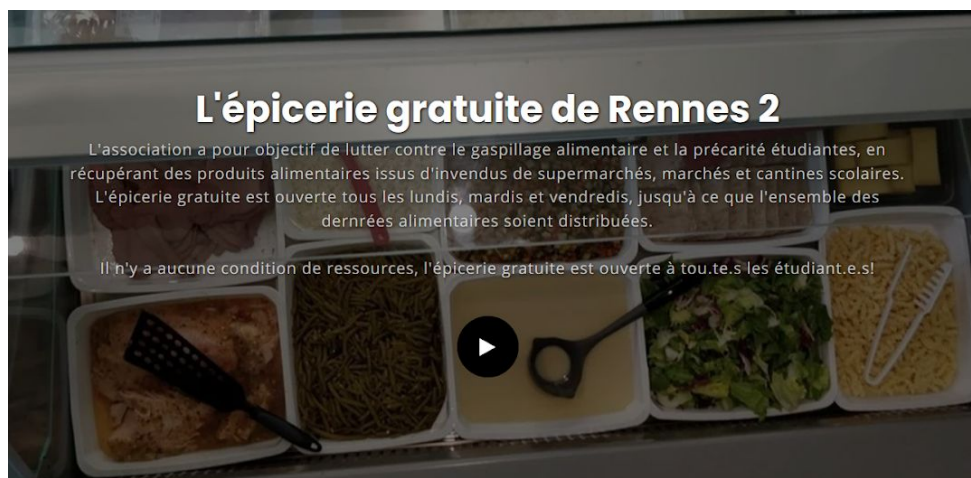 L'épicerie gratuite de Rennes 2
L'association a pour objectif de lutter contre le gaspillage alimentaire et la précarité étudiantes, en
récupérant des produits alimentaires issus d'invendus de supermarchés, marchés et cantines scolaires.
L'épicerie gratuite est ouverte tous les lundis, mardis et vendredis, jusqu'à ce que l'ensemble des
dernrées alimentaires soient distribuées.
Il n'y a aucune condition de ressources, l'épicerie gratuite est ouverte à tou.te.s les étudiant.e.s!